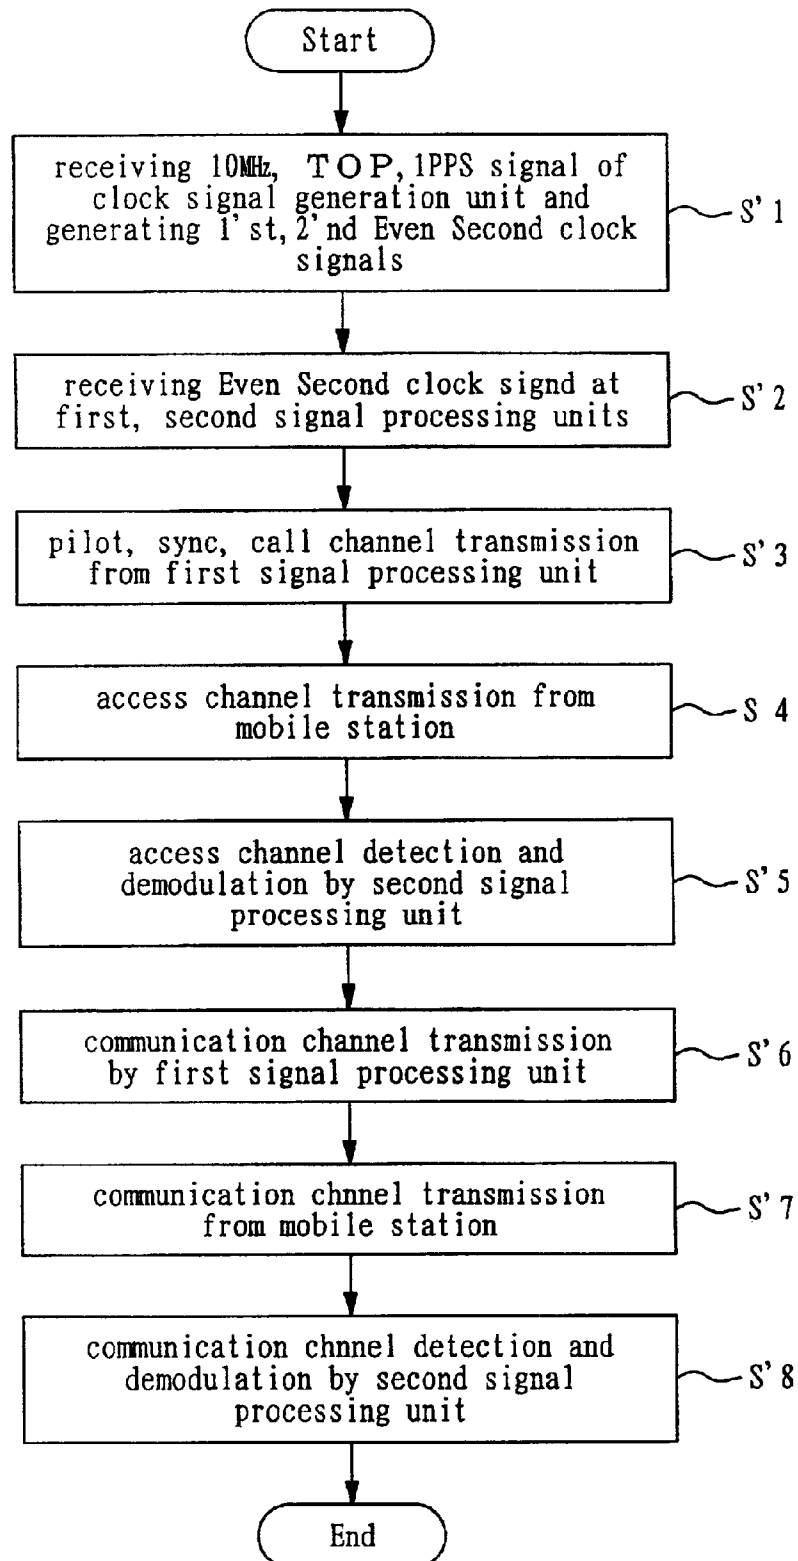 Start
receiving 10MHz, TOP, 1PPS signal of
clock signal generation unit and
generating 1'st, 2'nd Even Second clock
signals
S'1
receiving Even Second clock signd at
first, second signal processing units
S'2
pilot, sync, call channel transmission
from first signal processing unit
S'3
access channel transmission from
mobile station
S 4
access channel detection and
demodulation by second signal
processing unit
S'5
communication channel transmission
by first signal processing unit
S'6
communication chnnel transmission
from mobile station
S'7
communication chnnel detection and
demodulation by second signal
processing unit
S'8
End